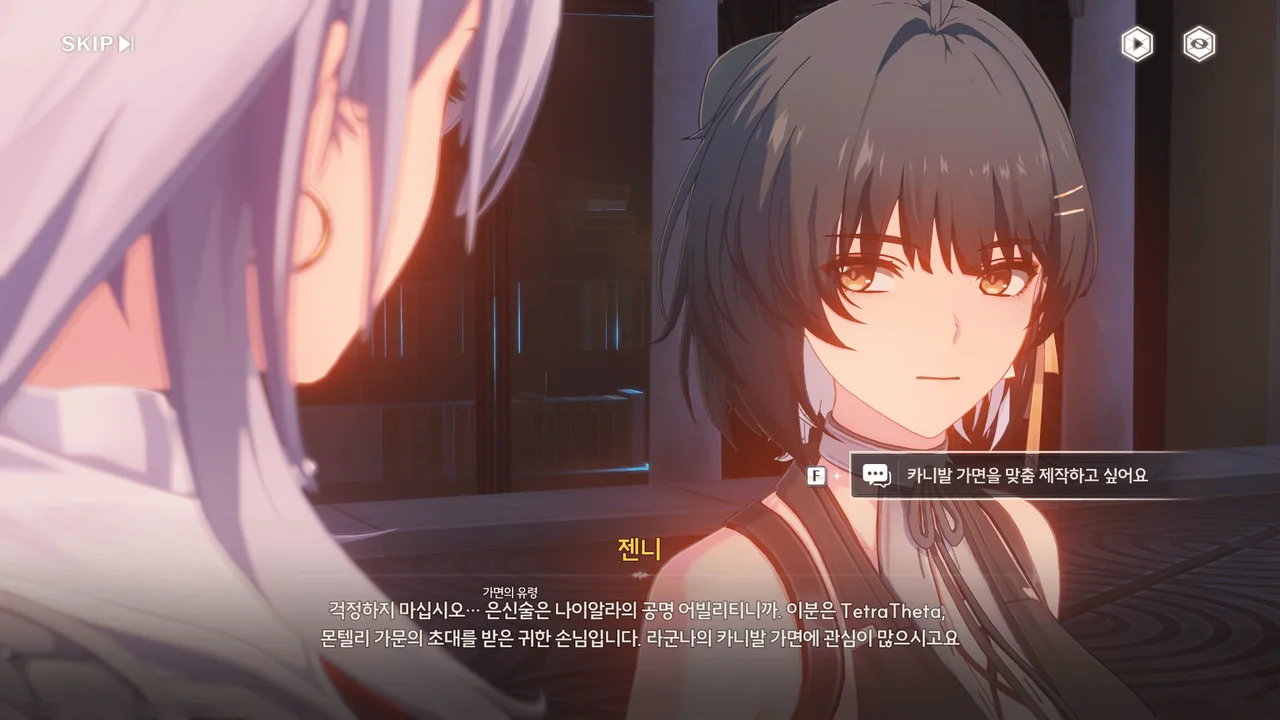 SKIP
F
카니발 가면을 맞춤 제작하고 싶어요
젠니
가면의 유령
걱정하지 마십시오… 은신술은 나이알라의 공명 어빌리티니까. 이분은 TetraTheta,
몬텔리 가문의 초대를 받은 귀한 손님입니다. 라군나의 카니발 가면에 관심이 많으시고요